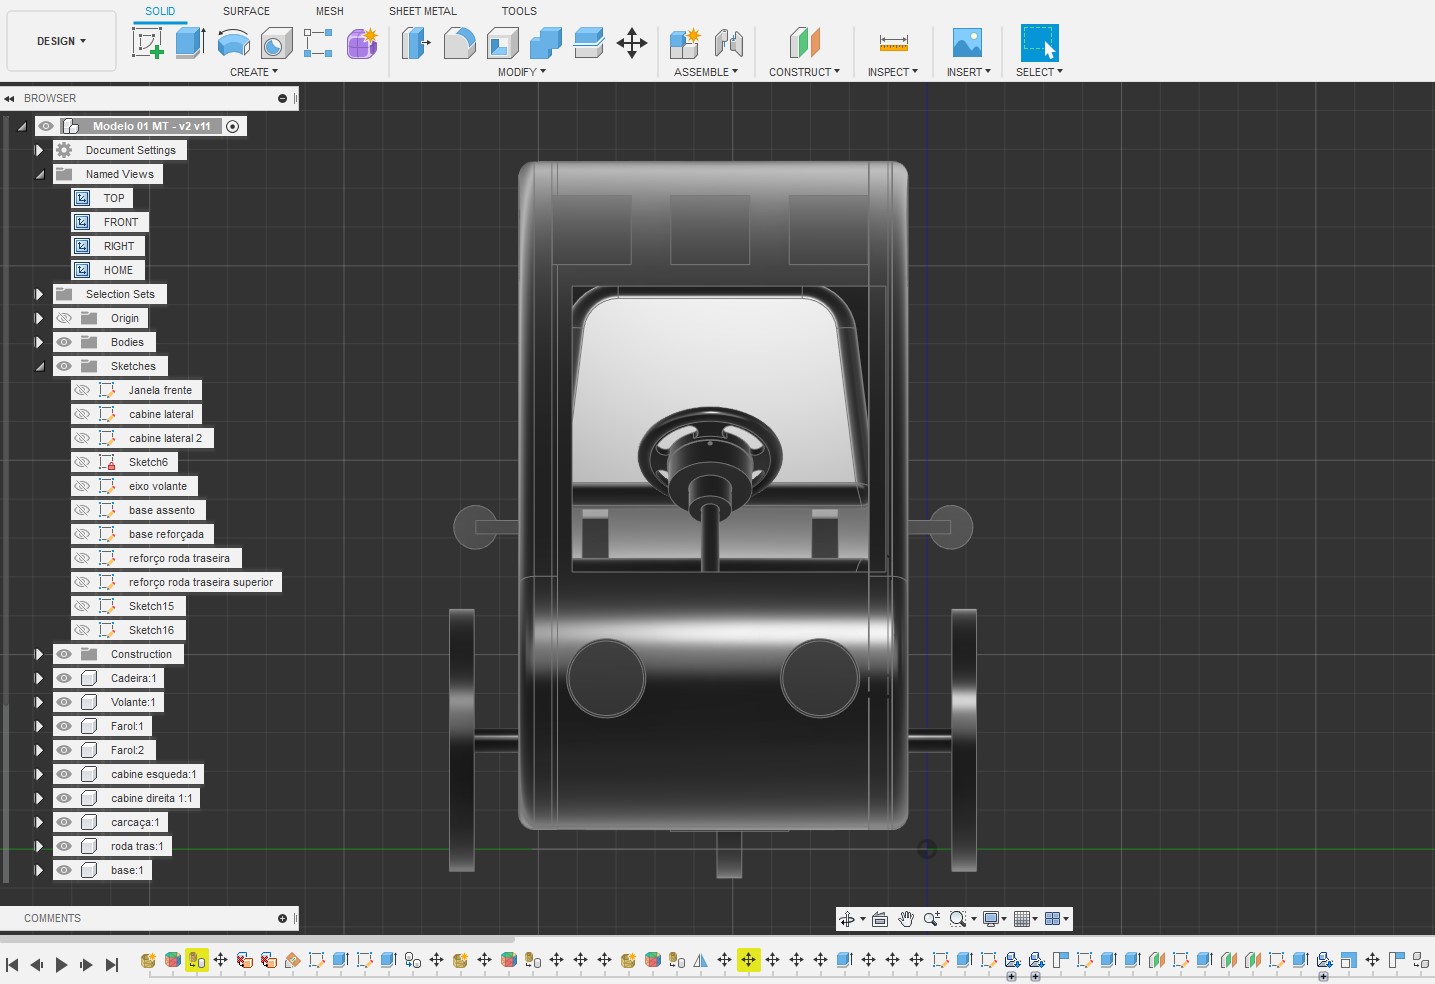 SOLID SURFACE MESH SHEET METAL TOOLS
DESIGN
CREATE MODIFY ASSEMBLE CONSTRUCT INSPECT INSERT SELECT
BROWSER
Modelo 01 MT - v2 v11
Document Settings
Named Views
TOP
FRONT
RIGHT
HOME
Selection Sets
Origin
Bodies
Sketches
Janela frente
cabine lateral
cabine lateral 2
Sketch6
eixo volante
base assento
base reforçada
reforço roda traseira
reforço roda traseira superior
Sketch15
Sketch16
Construction
Cadeira:1
Volante:1
Farol:1
Farol:2
cabine esqueda:1
cabine direita 1:1
carcaça:1
roda tras:1
base:1
COMMENTS